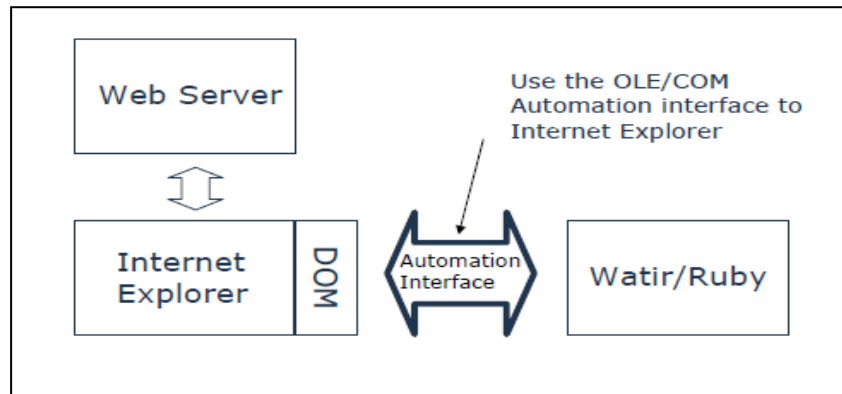 Web Server
Use the OLE/COM
Automation interface to
Internet Explorer
Internet
Explorer
DOM
Automation
Interface
Watir/Ruby